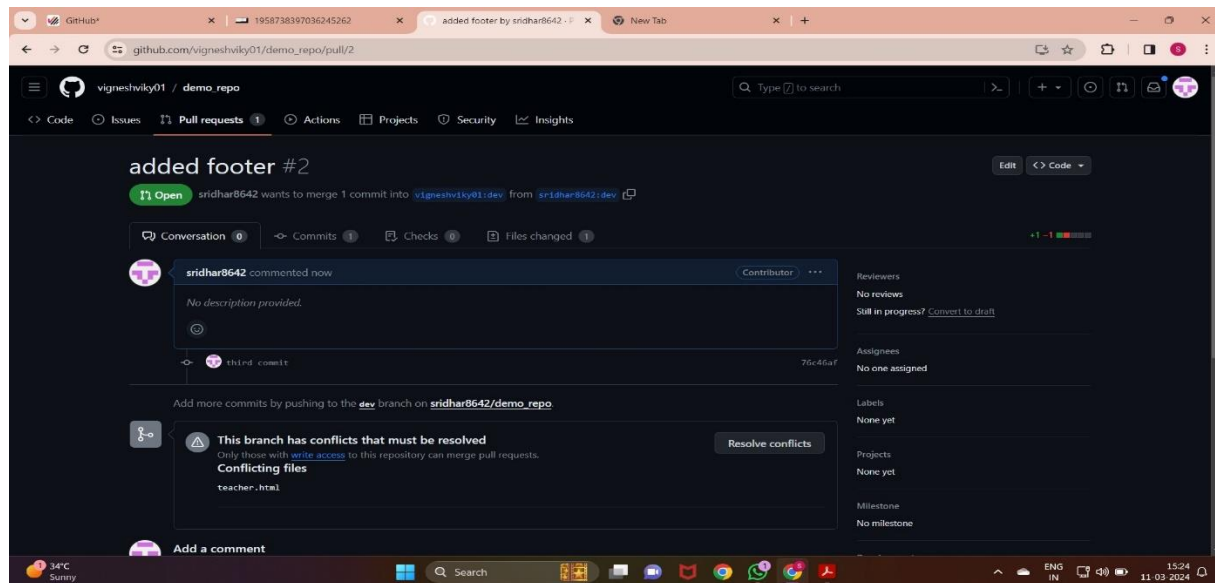 GitHub*
19587383970362452​62
added footer by sridhar8642 · P
New Tab
github.com/vigneshviky01/demo_repo/pull/2
S
vigneshviky01 / demo_repo
Type / to search
<> Code Issues Pull requests 1 Actions Projects Security Insights
added footer #2
Edit <> Code
Open sridhar8642 wants to merge 1 commit into vigneshviky01:dev from sridhar8642:dev
Conversation 0 Commits 1 Checks 0 Files changed 1
+1 −1
sridhar8642 commented now
Contributor ...
No description provided.
third commit
76c46af
Add more commits by pushing to the dev branch on sridhar8642/demo_repo.
This branch has conflicts that must be resolved
Only those with write access to this repository can merge pull requests.
Conflicting files
teacher.html
Resolve conflicts
Add a comment
Reviewers
No reviews
Still in progress? Convert to draft
Assignees
No one assigned
Labels
None yet
Projects
None yet
Milestone
No milestone
34°C
Sunny
Search
ENG
IN
15:24
11-03-2024